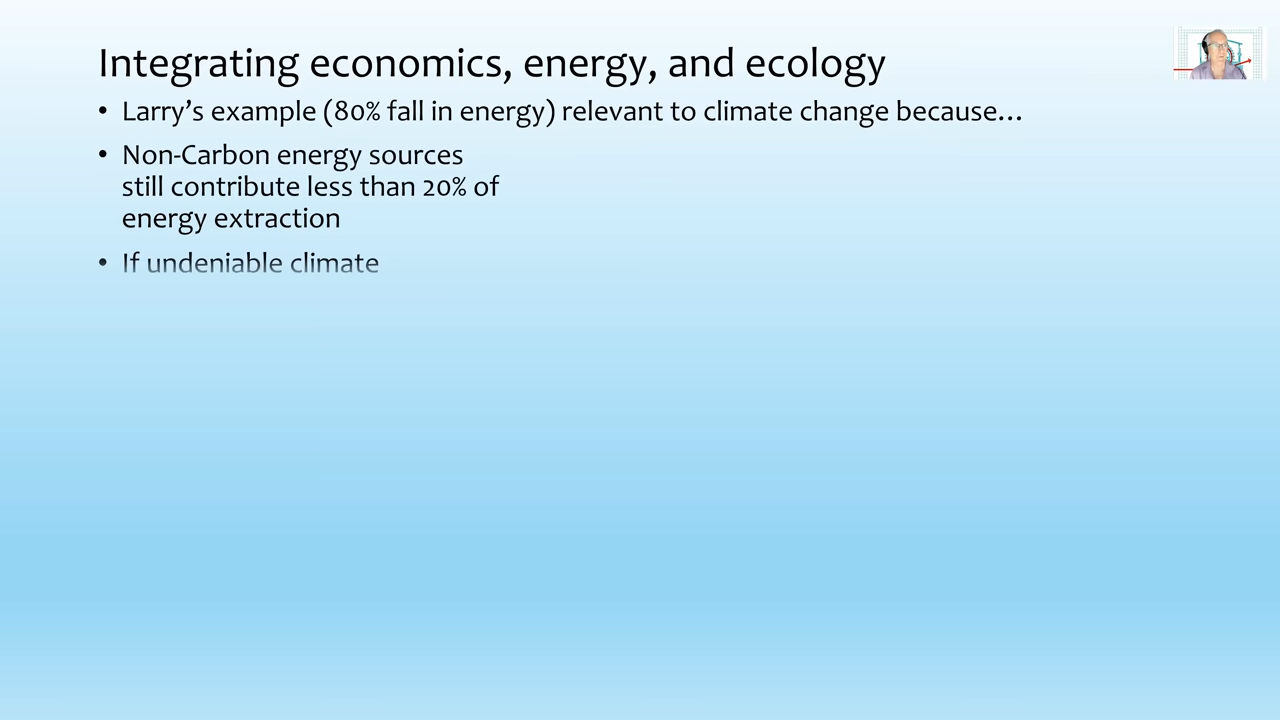 Integrating economics, energy, and ecology
• Larry’s example (80% fall in energy) relevant to climate change because…
• Non-Carbon energy sources
still contribute less than 20% of
energy extraction
• If undeniable climate